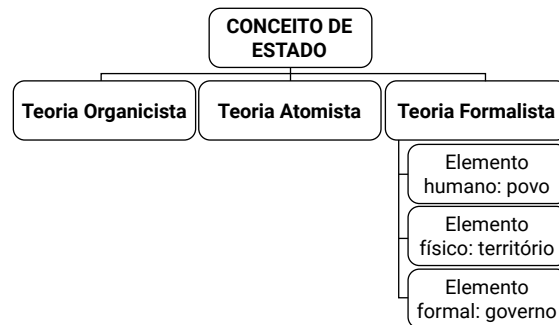 CONCEITO DE
ESTADO
Teoria Organicista
Teoria Atomista
Teoria Formalista
Elemento
humano: povo
Elemento
físico: território
Elemento
formal: governo